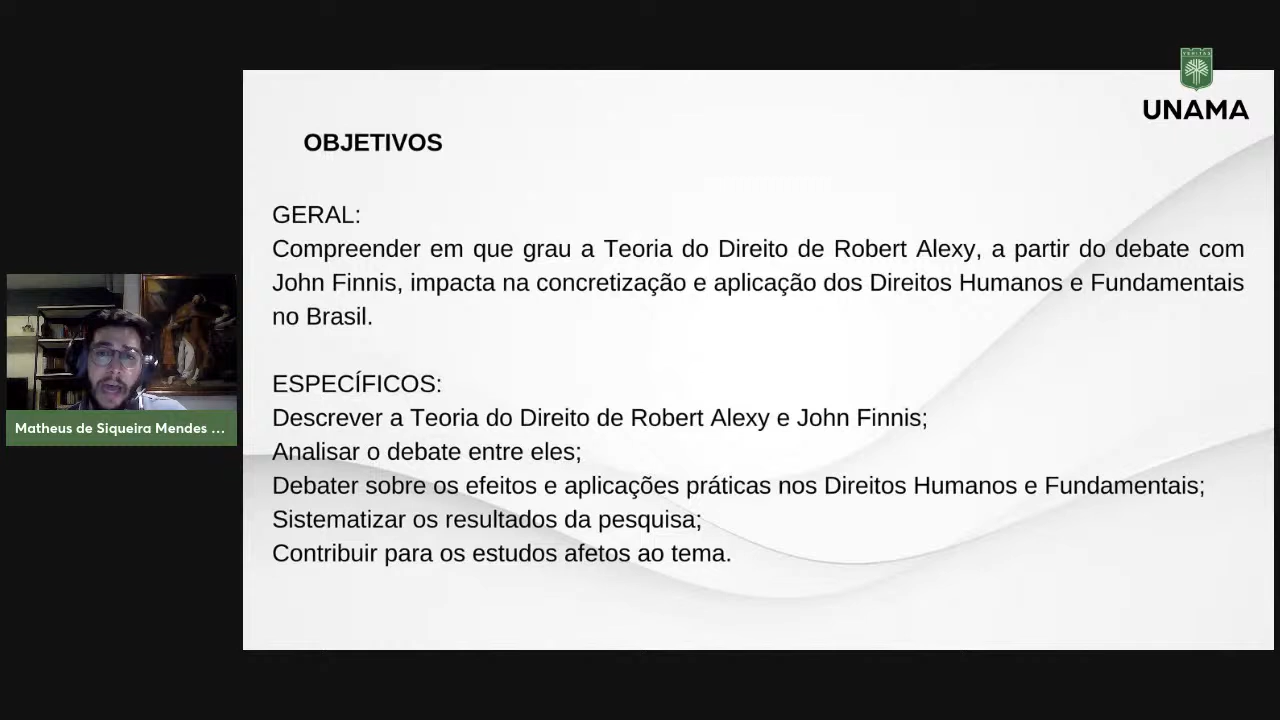 VERITAS
UNAMA
OBJETIVOS
GERAL:
Compreender em que grau a Teoria do Direito de Robert Alexy, a partir do debate com
John Finnis, impacta na concretização e aplicação dos Direitos Humanos e Fundamentais
no Brasil.
ESPECÍFICOS:
Descrever a Teoria do Direito de Robert Alexy e John Finnis;
Analisar o debate entre eles;
Debater sobre os efeitos e aplicações práticas nos Direitos Humanos e Fundamentais;
Sistematizar os resultados da pesquisa;
Contribuir para os estudos afetos ao tema.
Matheus de Siqueira Mendes ...